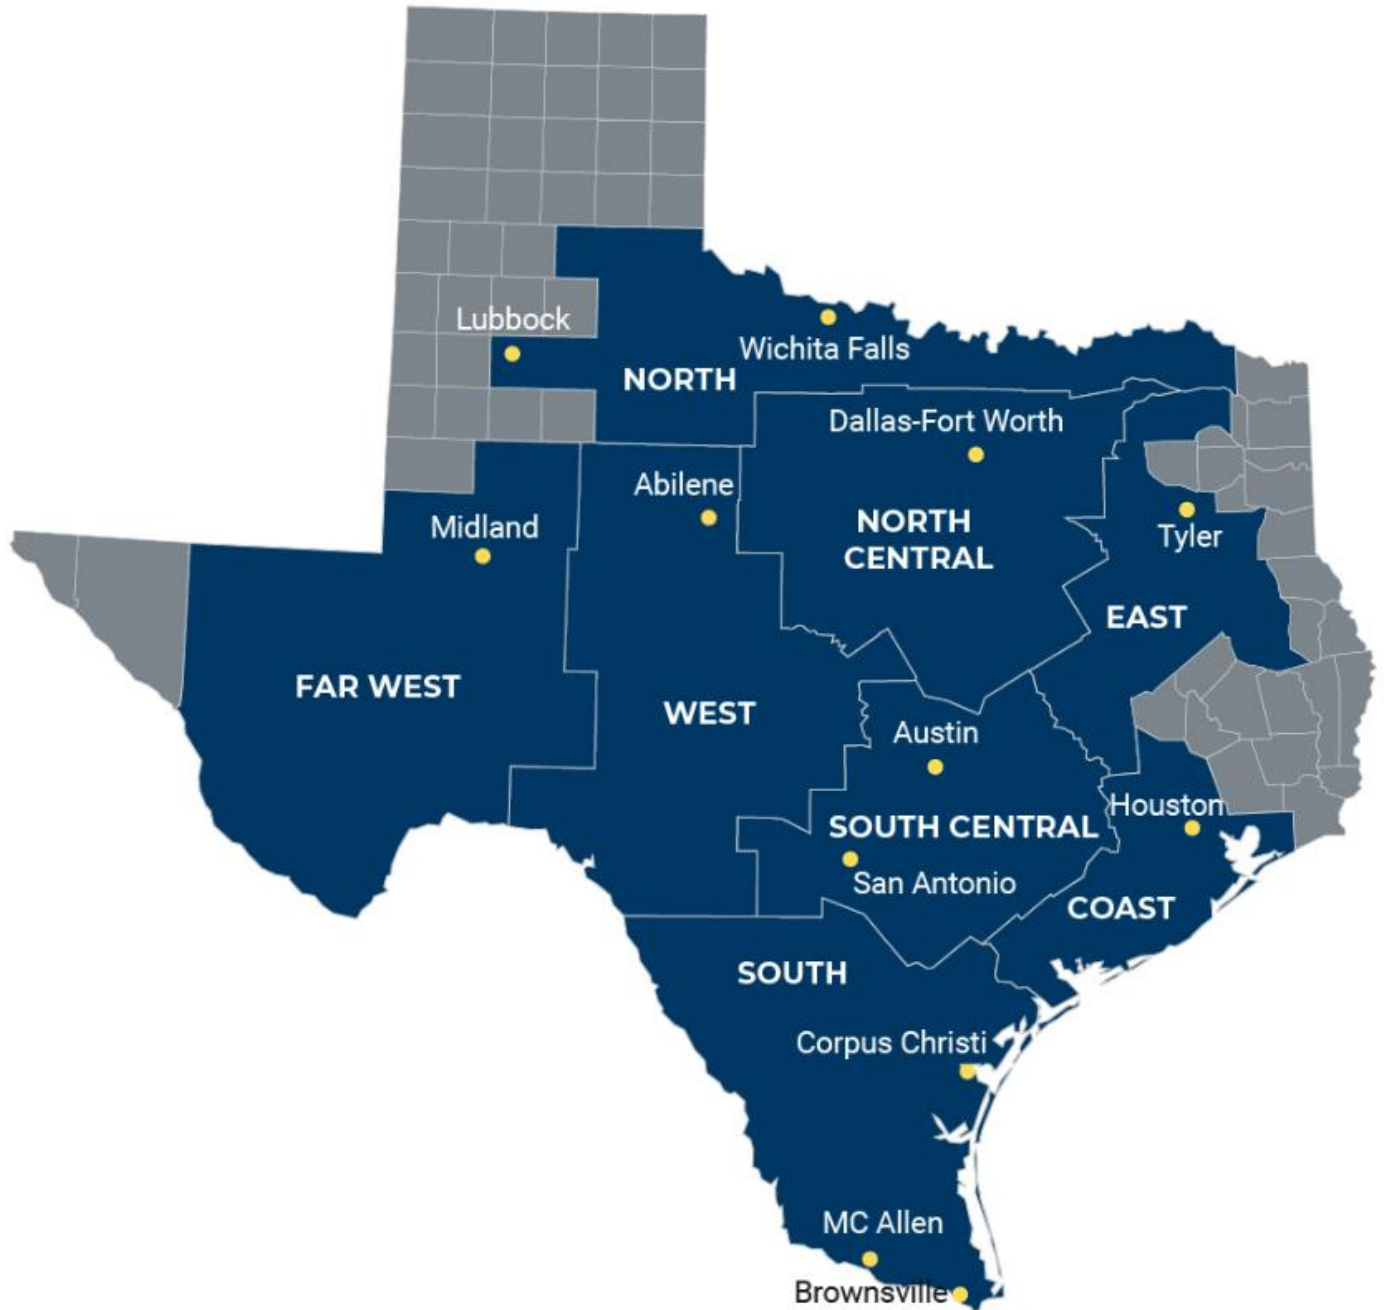 Lubbock
Wichita Falls
NORTH
Dallas-Fort Worth
Abilene
Midland
NORTH
CENTRAL
Tyler
EAST
FAR WEST
WEST
Austin
Houston
SOUTH CENTRAL
San Antonio
COAST
SOUTH
Corpus Christi
MC Allen
Brownsville